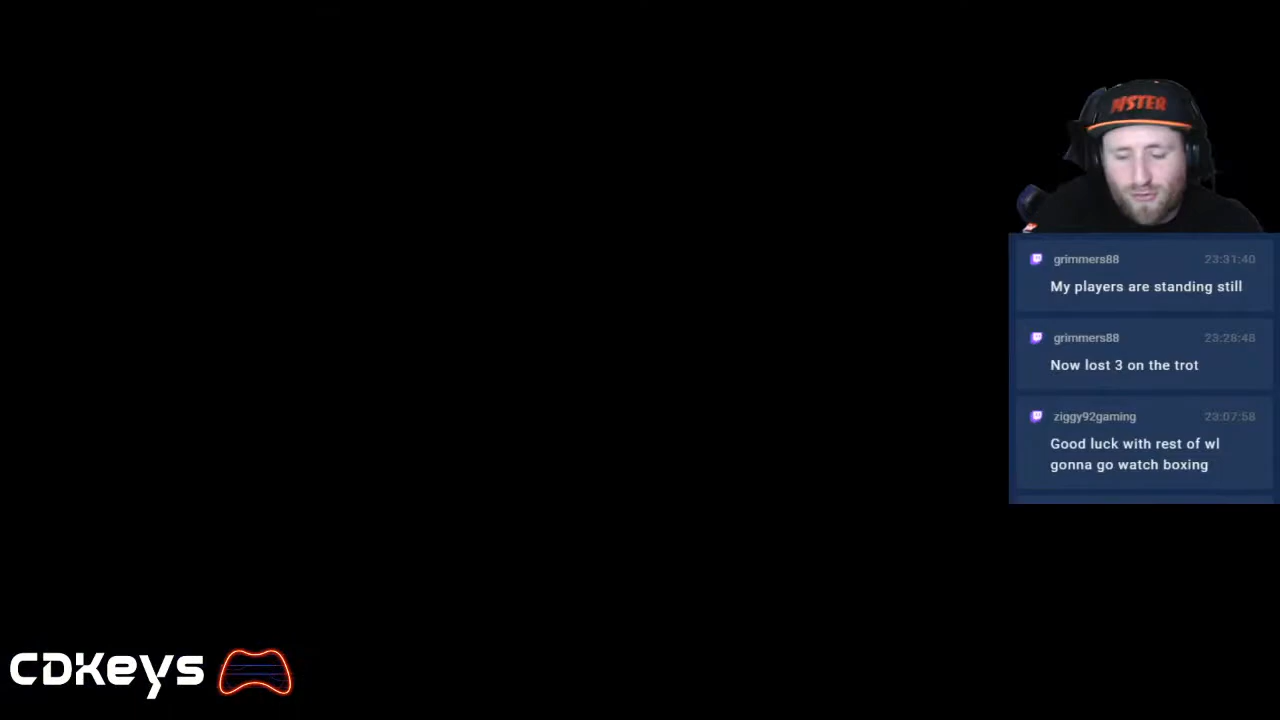 NSTER
grimmers88 23:31:40
My players are standing still
grimmers88 23:28:48
Now lost 3 on the trot
ziggy92gaming 23:07:58
Good luck with rest of wl
gonna go watch boxing
CDKeys